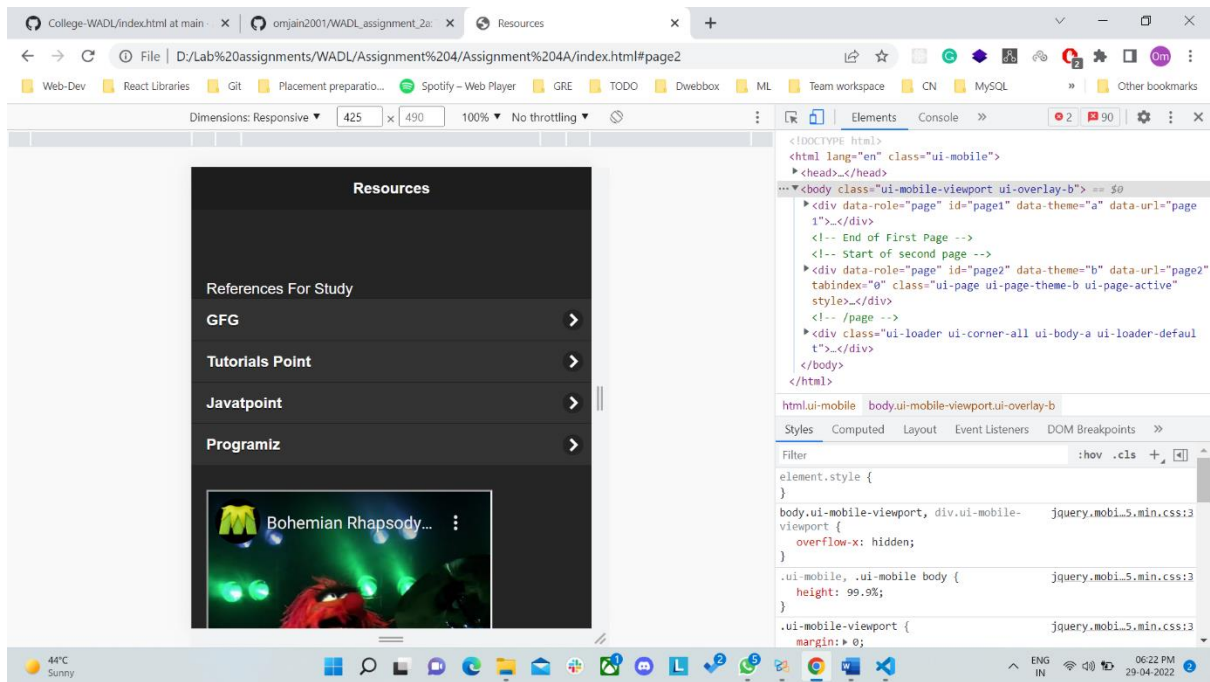 College-WADL/index.html at main
omjain2001/WADL_assignment_2a:
Resources
File | D:/Lab%20assignments/WADL/Assignment%204/Assignment%204A/index.html#page2
Om
2
Web-Dev React Libraries Git Placement preparatio... Spotify – Web Player GRE TODO Dwebbox ML Team workspace CN MySQL » Other bookmarks
Dimensions: Responsive ▼ 425 × 490 100% ▼ No throttling ▼
Elements Console » 2 90
Resources
References For Study
GFG
Tutorials Point
Javatpoint
Programiz
Bohemian Rhapsody...
<!DOCTYPE html>
<html lang="en" class="ui-mobile">
▶<head>…</head>
···▼<body class="ui-mobile-viewport ui-overlay-b"> == $0
▶<div data-role="page" id="page1" data-theme="a" data-url="page
1">…</div>
<!-- End of First Page -->
<!-- Start of second page -->
▶<div data-role="page" id="page2" data-theme="b" data-url="page2"
tabindex="0" class="ui-page ui-page-theme-b ui-page-active"
style>…</div>
<!-- /page -->
▶<div class="ui-loader ui-corner-all ui-body-a ui-loader-defaul
t">…</div>
</body>
</html>
html.ui-mobile body.ui-mobile-viewport.ui-overlay-b
Styles Computed Layout Event Listeners DOM Breakpoints »
Filter :hov .cls +
element.style {
}
body.ui-mobile-viewport, div.ui-mobile- jquery.mobi…5.min.css:3
viewport {
overflow-x: hidden;
}
.ui-mobile, .ui-mobile body { jquery.mobi…5.min.css:3
height: 99.9%;
}
.ui-mobile-viewport { jquery.mobi…5.min.css:3
margin:▶ 0;
44°C
Sunny
ENG
IN
06:22 PM
29-04-2022
2